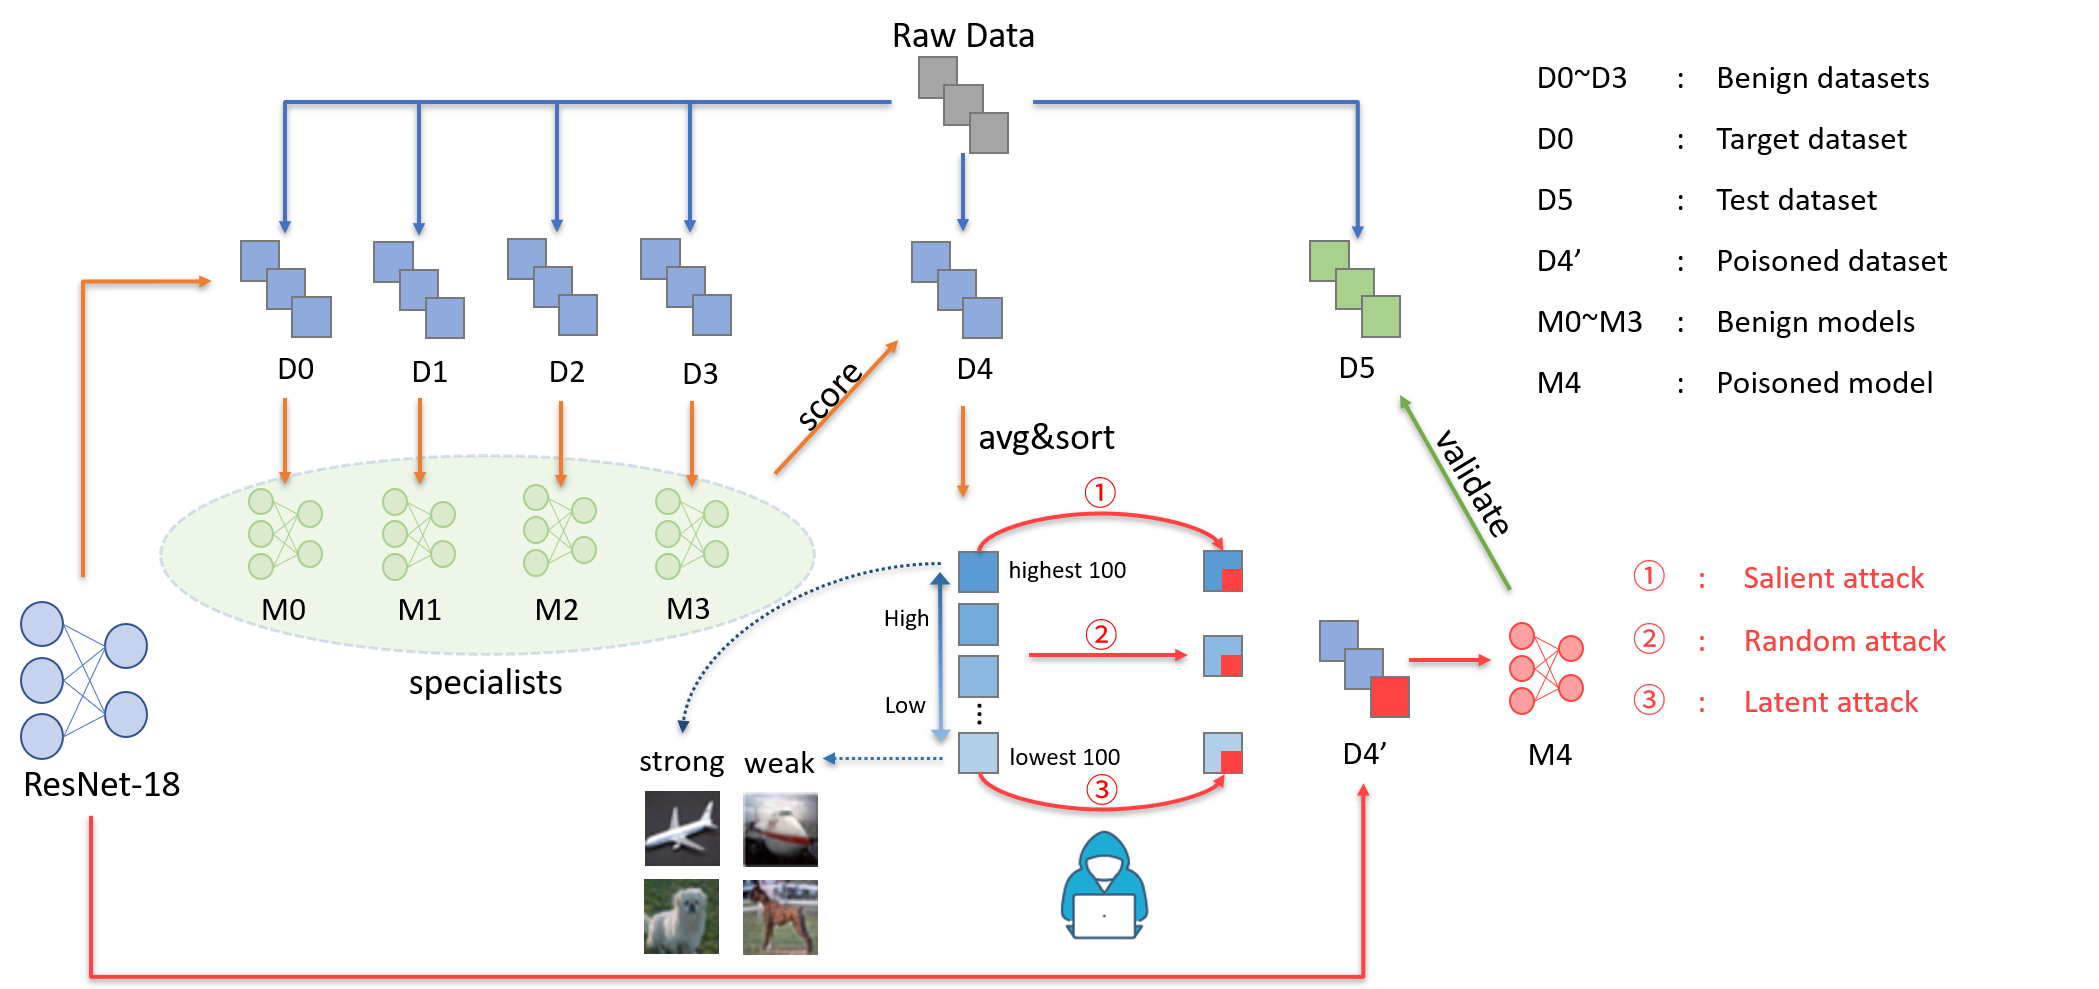 Raw Data
D0~D3 : Benign datasets
D0 : Target dataset
D5 : Test dataset
D4’ : Poisoned dataset
M0~M3 : Benign models
M4 : Poisoned model
D0
D1
D2
D3
D4
D5
score
avg&sort
validate
M0
M1
M2
M3
specialists
ResNet-18
①
highest 100
High
②
Low
lowest 100
③
strong
weak
D4’
M4
① : Salient attack
② : Random attack
③ : Latent attack